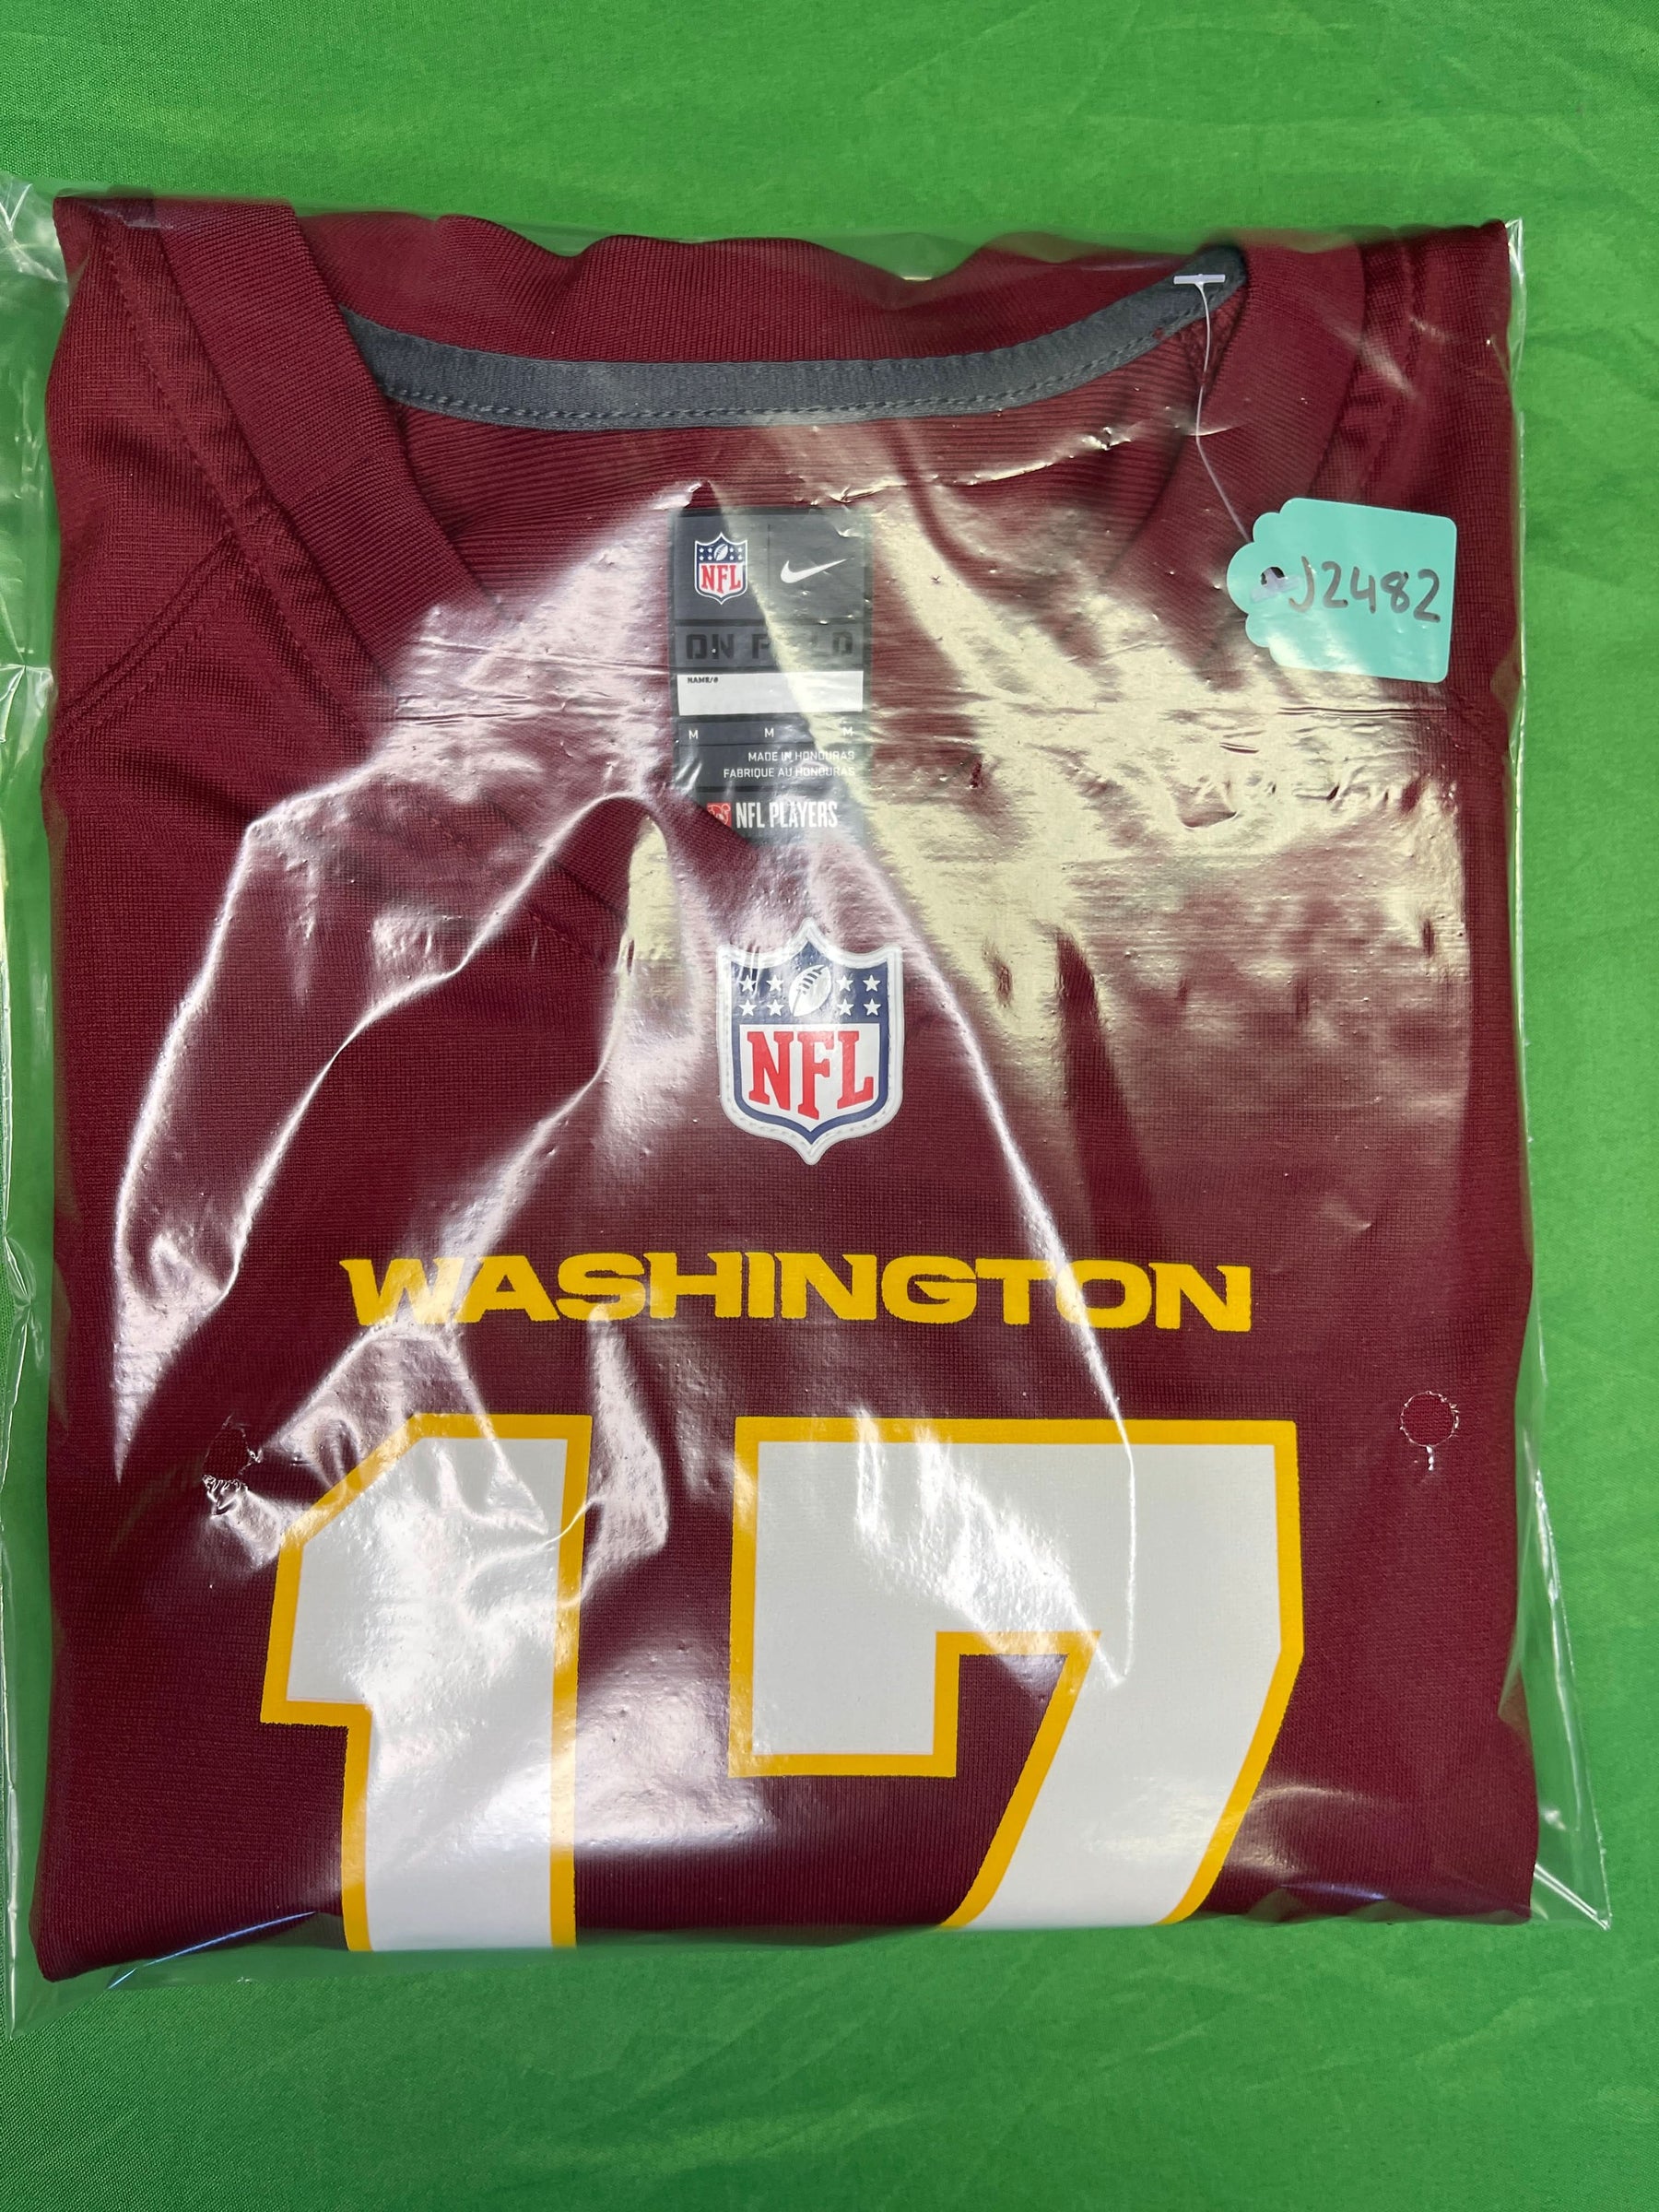 J2482
NFL
ON FIELD
NAME/#
M M M
MADE IN HONDURAS
FABRIQUE AU HONDURAS
NFL PLAYERS
NFL
WASHINGTON
17